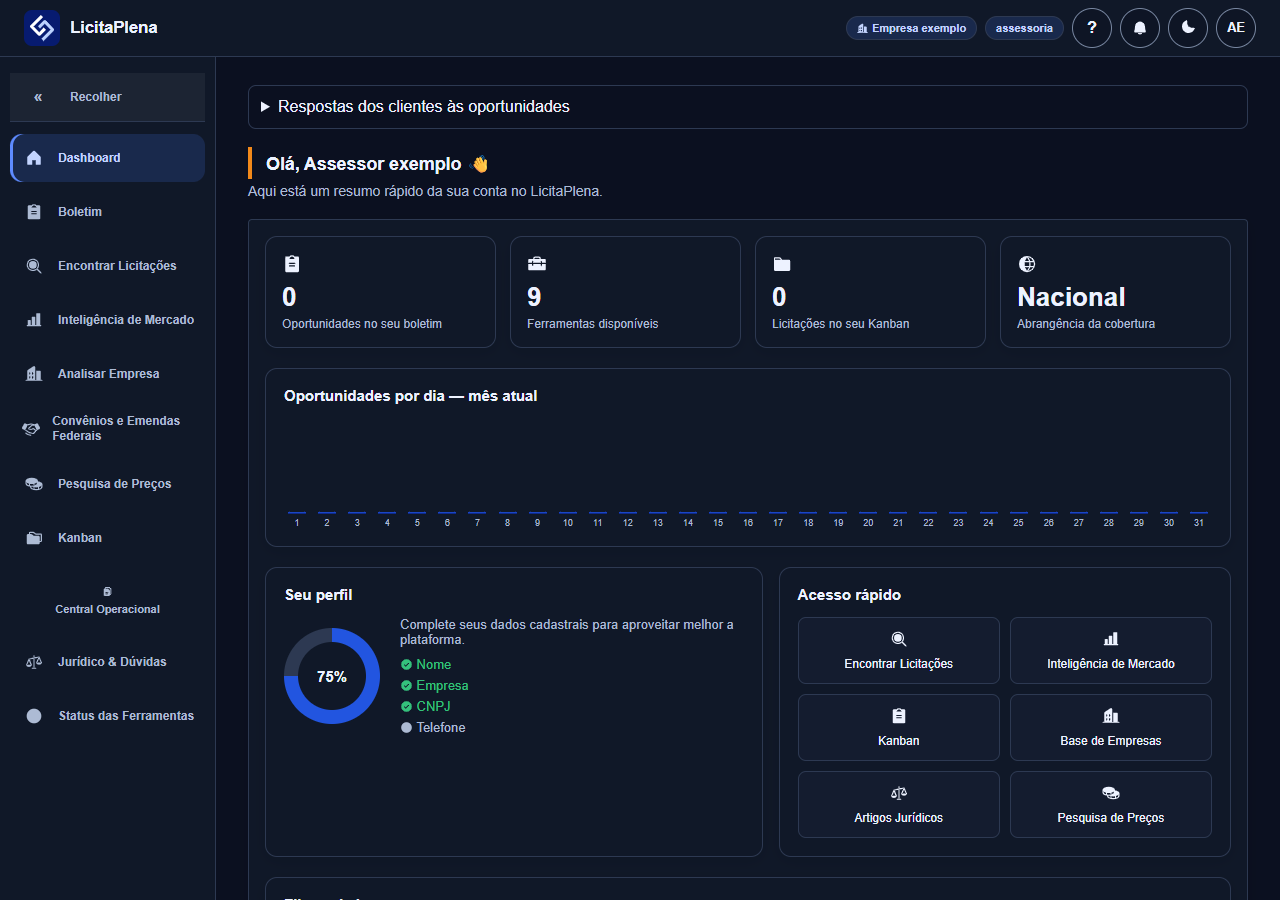 LicitaPlena
Empresa exemplo
assessoria
?
AE
« Recolher
Dashboard
Boletim
Encontrar Licitações
Inteligência de Mercado
Analisar Empresa
Convênios e Emendas
Federais
Pesquisa de Preços
Kanban
Central Operacional
Jurídico & Dúvidas
Status das Ferramentas
Respostas dos clientes às oportunidades
Olá, Assessor exemplo 👋
Aqui está um resumo rápido da sua conta no LicitaPlena.
0
Oportunidades no seu boletim
9
Ferramentas disponíveis
0
Licitações no seu Kanban
Nacional
Abrangência da cobertura
Oportunidades por dia — mês atual
1 2 3 4 5 6 7 8 9 10 11 12 13 14 15 16 17 18 19 20 21 22 23 24 25 26 27 28 29 30 31
Seu perfil
75%
Complete seus dados cadastrais para aproveitar melhor a
plataforma.
Nome
Empresa
CNPJ
Telefone
Acesso rápido
Encontrar Licitações
Inteligência de Mercado
Kanban
Base de Empresas
Artigos Jurídicos
Pesquisa de Preços